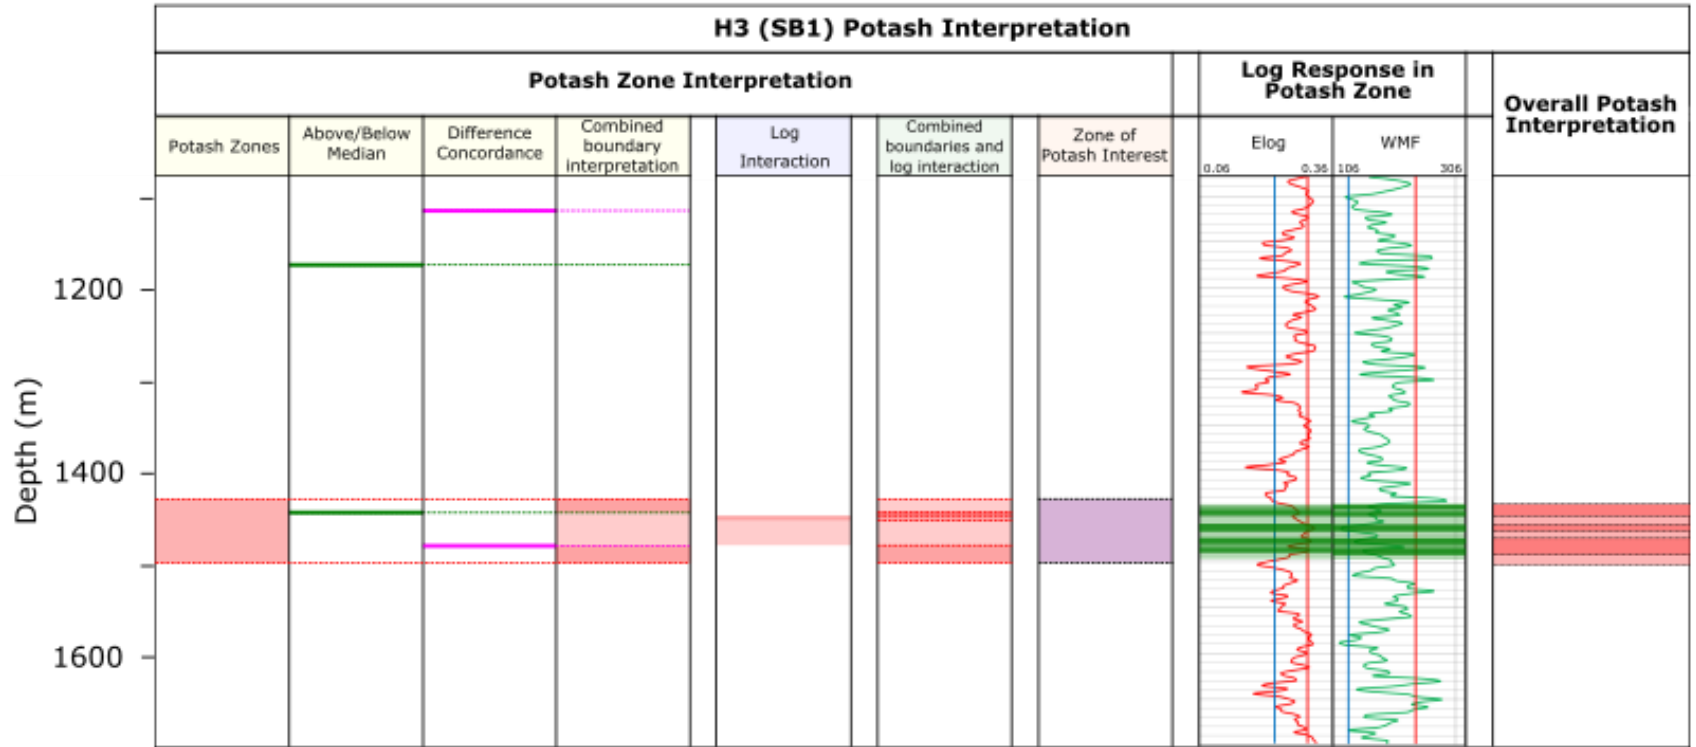 H3 (SB1) Potash Interpretation
Potash Zone Interpretation
Log Response in
Potash Zone
Overall Potash
Interpretation
Potash Zones
Above/Below
Median
Difference
Concordance
Combined
boundary
interpretation
Log
Interaction
Combined
boundaries and
log interaction
Zone of
Potash Interest
Elog
0.06 0.36
WMF
106 306
Depth (m)
1200
1400
1600